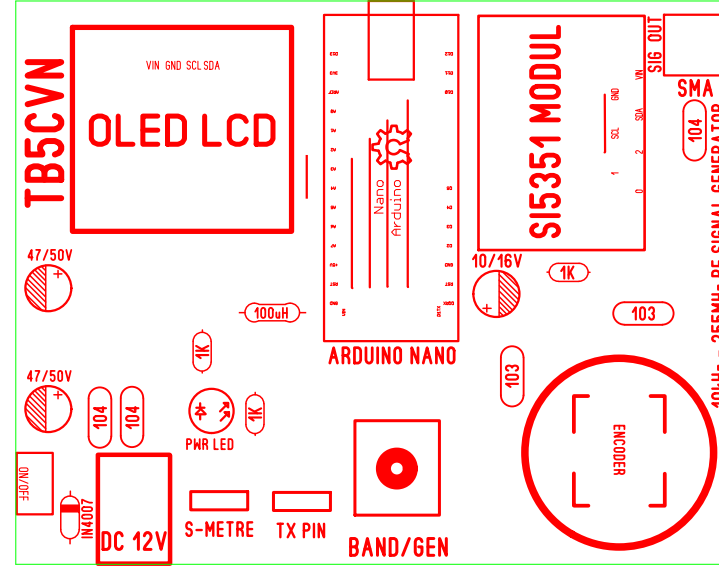 TB5CVN
VIN GND SCL SDA
OLED LCD
Nano
Arduino
ARDUINO NANO
SI5351 MODUL
VIN
GND
SDA
SCL
2
1
0
SIG OUT
SMA
104
47/50V
+
10/16V
+
1K
100uH
103
1K
47/50V
+
104
104
1K
PWR LED
103
ENCODER
ON/OFF
IN4007
DC 12V
S-METRE
TX PIN
BAND/GEN